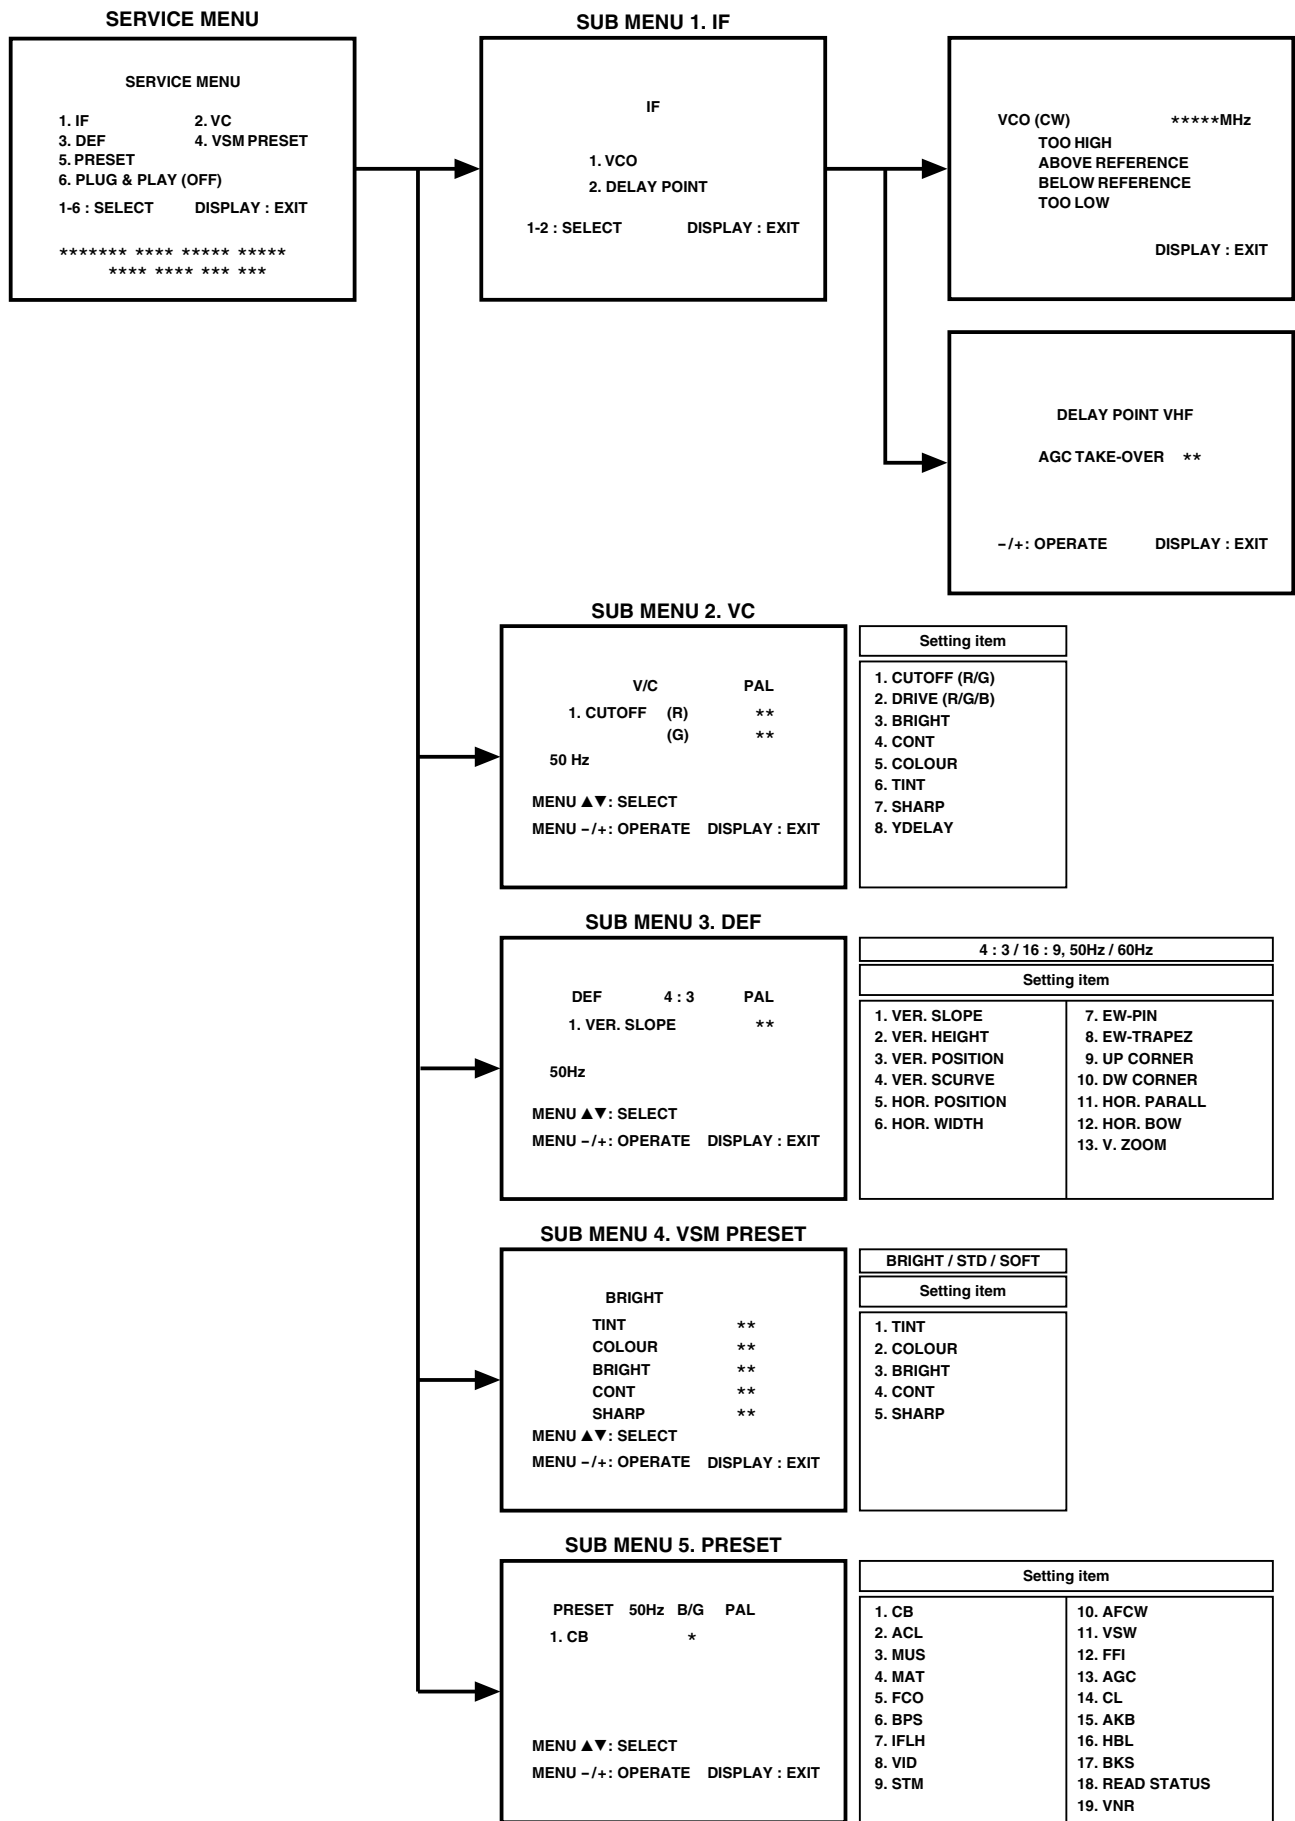 SERVICE MENU
SERVICE MENU
1. IF 2. VC
3. DEF 4. VSM PRESET
5. PRESET
6. PLUG & PLAY (OFF)
1-6 : SELECT DISPLAY : EXIT
******* **** ***** *****
**** **** *** ***
SUB MENU 1. IF
IF
1. VCO
2. DELAY POINT
1-2 : SELECT DISPLAY : EXIT
VCO (CW) *****MHz
TOO HIGH
ABOVE REFERENCE
BELOW REFERENCE
TOO LOW
DISPLAY : EXIT
DELAY POINT VHF
AGC TAKE-OVER **
–/+: OPERATE DISPLAY : EXIT
SUB MENU 2. VC
V/C PAL
1. CUTOFF (R) **
(G) **
50 Hz
MENU ▲▼: SELECT
MENU –/+: OPERATE DISPLAY : EXIT
Setting item
1. CUTOFF (R/G)
2. DRIVE (R/G/B)
3. BRIGHT
4. CONT
5. COLOUR
6. TINT
7. SHARP
8. YDELAY
SUB MENU 3. DEF
DEF 4 : 3 PAL
1. VER. SLOPE **
50Hz
MENU ▲▼: SELECT
MENU –/+: OPERATE DISPLAY : EXIT
4 : 3 / 16 : 9, 50Hz / 60Hz
Setting item
1. VER. SLOPE
2. VER. HEIGHT
3. VER. POSITION
4. VER. SCURVE
5. HOR. POSITION
6. HOR. WIDTH
7. EW-PIN
8. EW-TRAPEZ
9. UP CORNER
10. DW CORNER
11. HOR. PARALL
12. HOR. BOW
13. V. ZOOM
SUB MENU 4. VSM PRESET
BRIGHT
TINT **
COLOUR **
BRIGHT **
CONT **
SHARP **
MENU ▲▼: SELECT
MENU –/+: OPERATE DISPLAY : EXIT
BRIGHT / STD / SOFT
Setting item
1. TINT
2. COLOUR
3. BRIGHT
4. CONT
5. SHARP
SUB MENU 5. PRESET
PRESET 50Hz B/G PAL
1. CB *
MENU ▲▼: SELECT
MENU –/+: OPERATE DISPLAY : EXIT
Setting item
1. CB
2. ACL
3. MUS
4. MAT
5. FCO
6. BPS
7. IFLH
8. VID
9. STM
10. AFCW
11. VSW
12. FFI
13. AGC
14. CL
15. AKB
16. HBL
17. BKS
18. READ STATUS
19. VNR